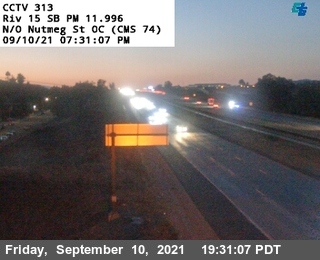 CCTV 313
Riv 15 SB PM 11.996
N/O Nutmeg St OC (CMS 74)
09/10/21 07:31:07 PM
Friday, September 10, 2021 19:31:07 PDT